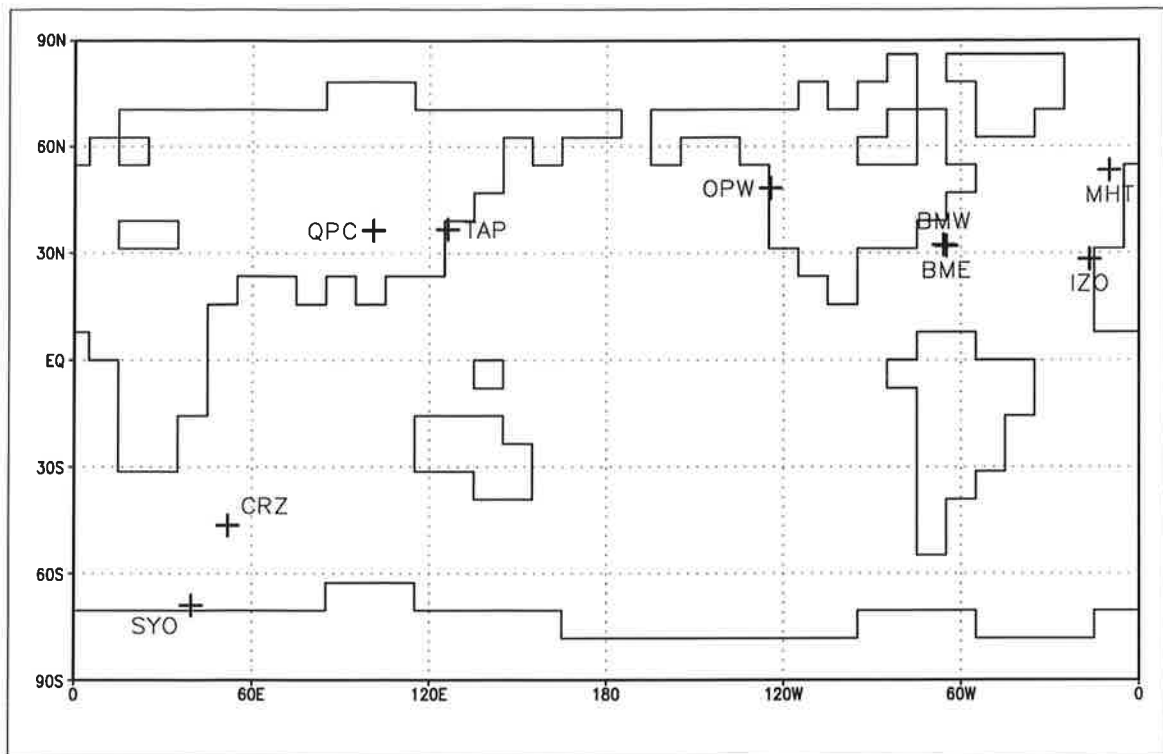 90N
60N
MHT
OPW
BMW
QPC
TAP
30N
BME
IZO
EQ
30S
CRZ
60S
SYO
90S
0
60E
120E
180
120W
60W
0